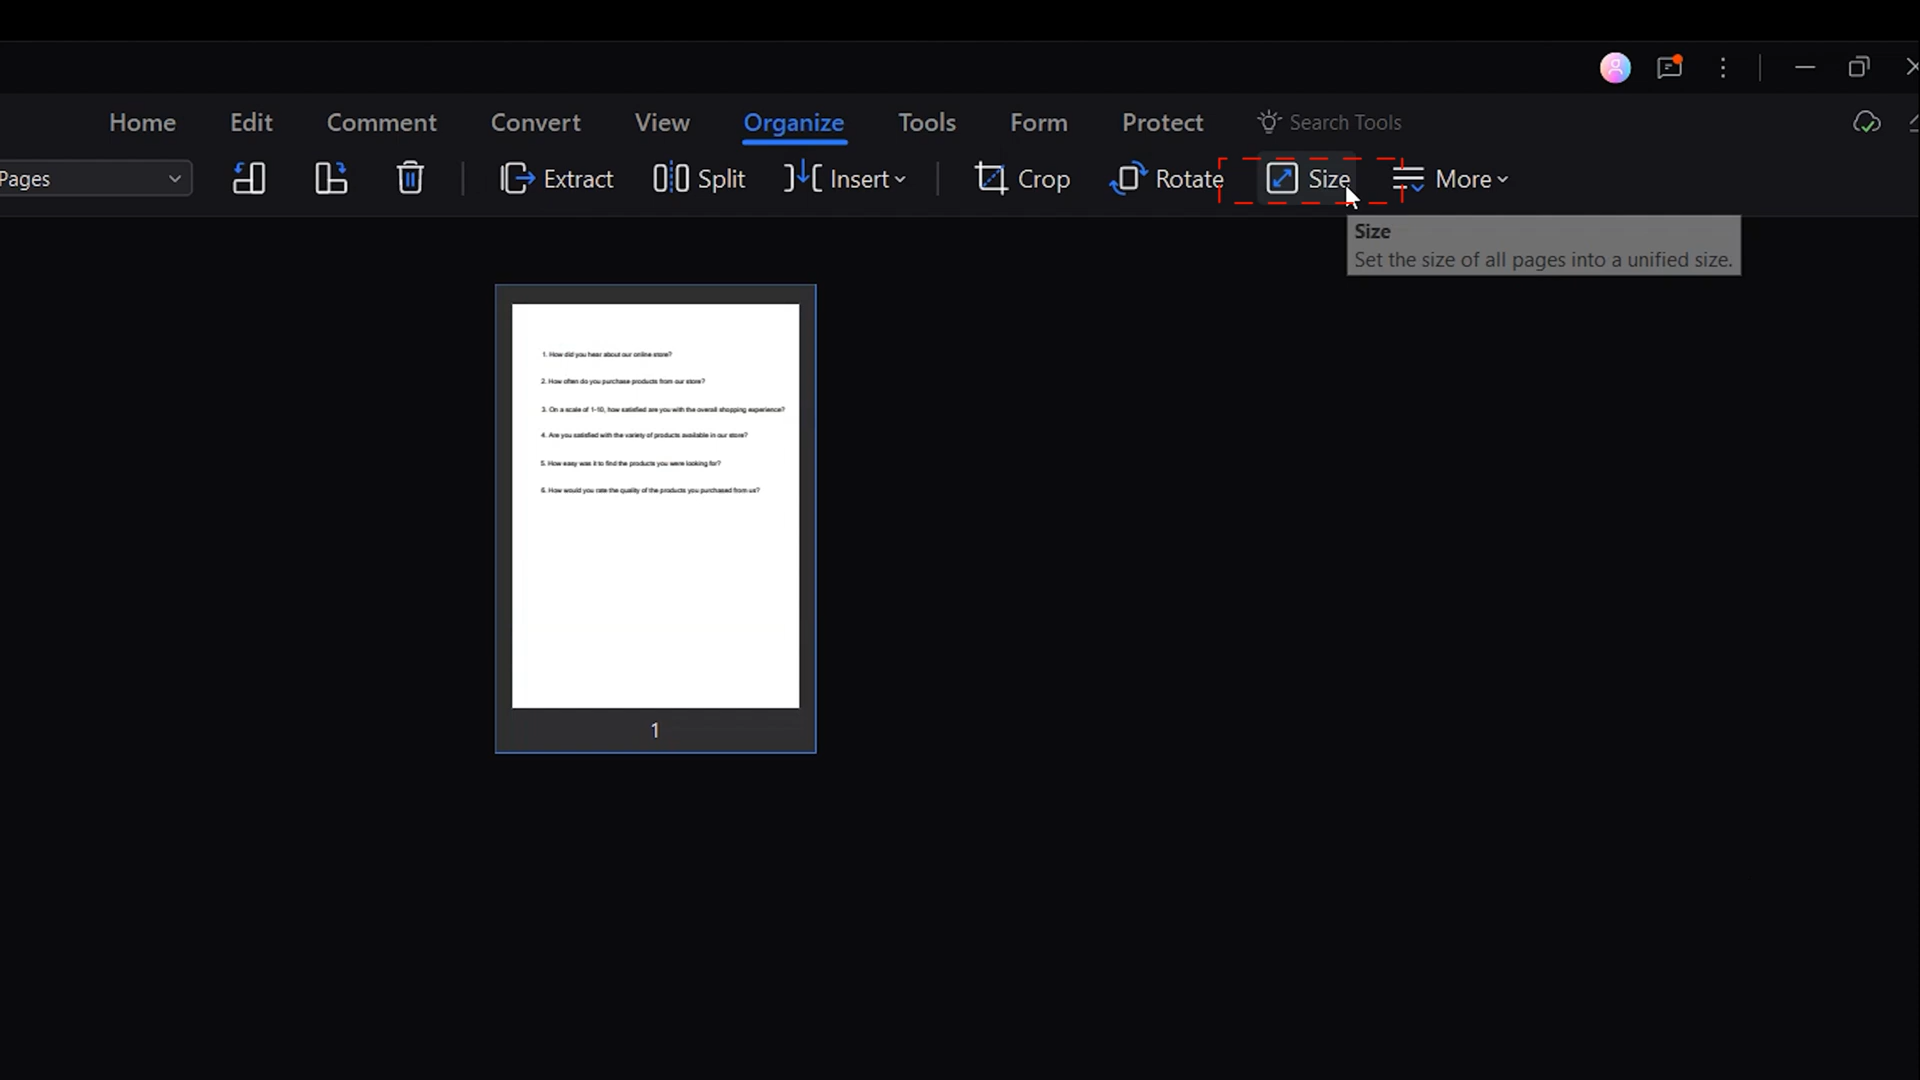 Home Edit Comment Convert View Organize Tools Form Protect Search Tools
Pages Extract Split Insert Crop Rotate Size More
Size
Set the size of all pages into a unified size.
1. How did you hear about our online store?
2. How often do you purchase products from our store?
3. On a scale of 1-10, how satisfied are you with the overall shopping experience?
4. Are you satisfied with the variety of products available in our store?
5. How easy was it to find the products you were looking for?
6. How would you rate the quality of the products you purchased from us?
1